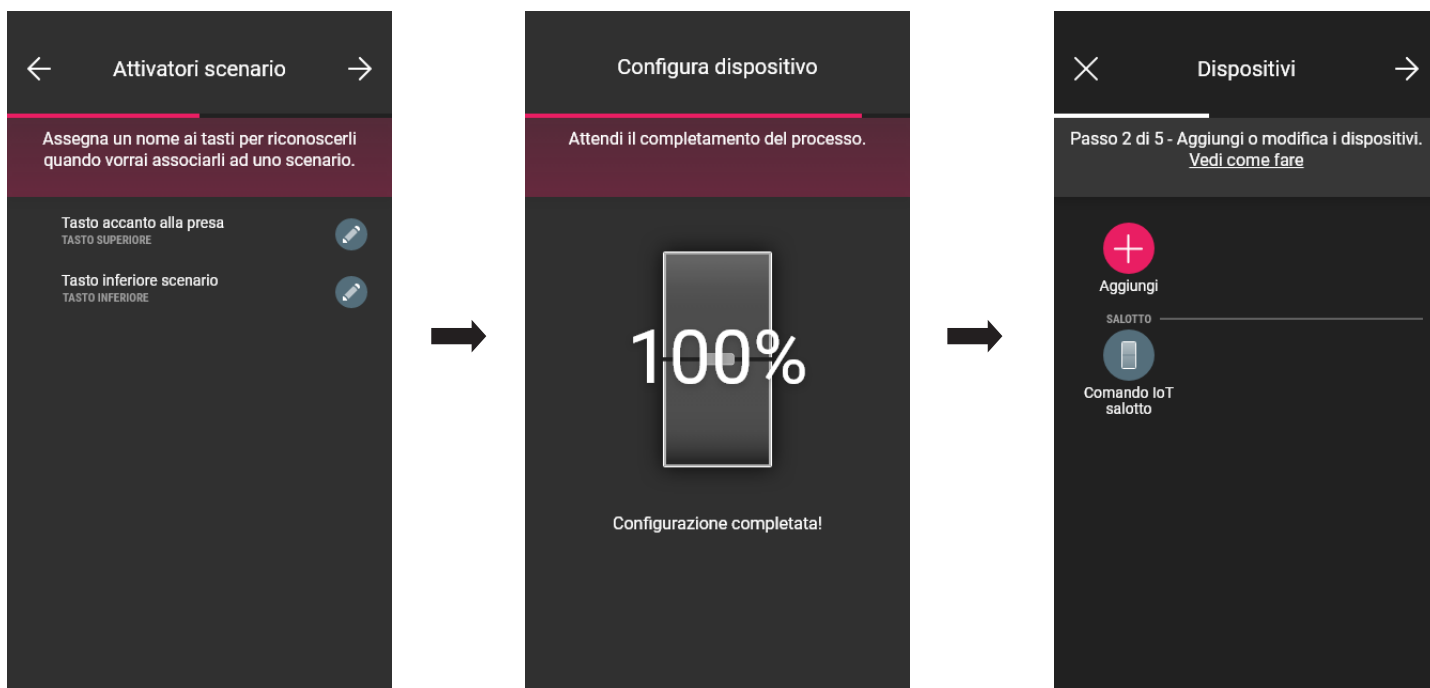 Attivatori scenario
Assegna un nome ai tasti per riconoscerli
quando vorrai associarli ad uno scenario.
Tasto accanto alla presa
TASTO SUPERIORE
Tasto inferiore scenario
TASTO INFERIORE
Configura dispositivo
Attendi il completamento del processo.
100%
Configurazione completata!
Dispositivi
Passo 2 di 5 - Aggiungi o modifica i dispositivi.
Vedi come fare
Aggiungi
SALOTTO
Comando IoT
salotto